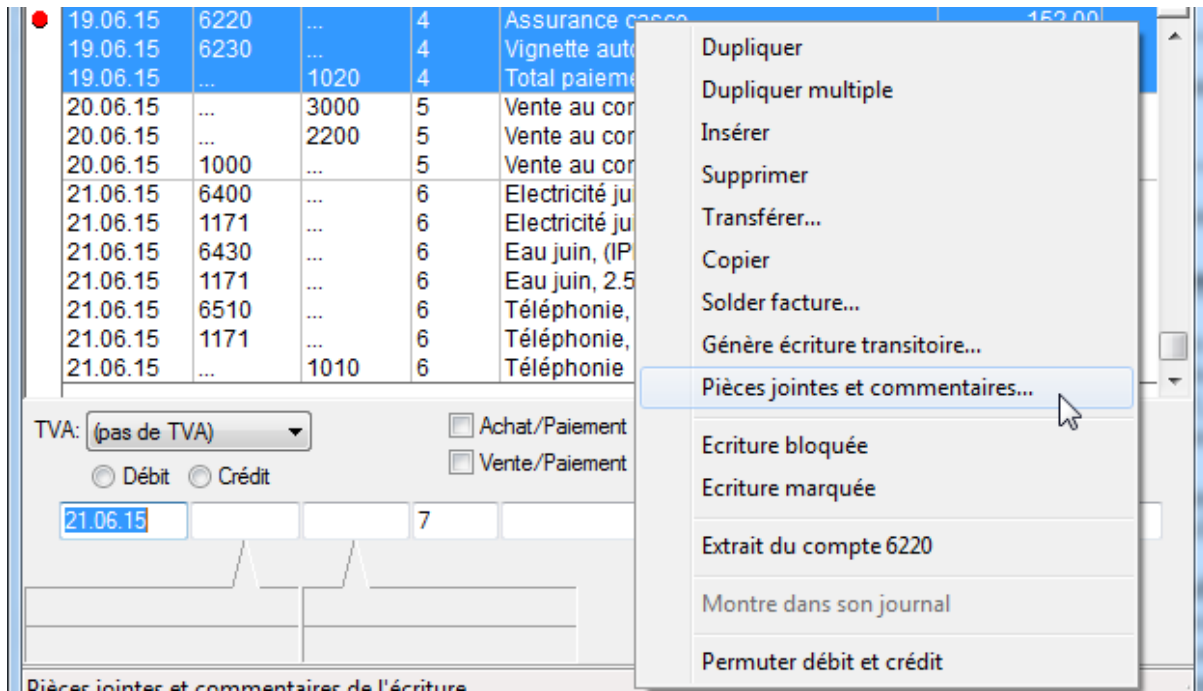 19.06.15 6220 ... 4 Assurance casco 152.00
19.06.15 6230 ... 4 Vignette auto
19.06.15 ... 1020 4 Total paieme
20.06.15 ... 3000 5 Vente au con
20.06.15 ... 2200 5 Vente au con
20.06.15 1000 ... 5 Vente au con
21.06.15 6400 ... 6 Electricité jui
21.06.15 1171 ... 6 Electricité jui
21.06.15 6430 ... 6 Eau juin, (IP
21.06.15 1171 ... 6 Eau juin, 2.5
21.06.15 6510 ... 6 Téléphonie,
21.06.15 1171 ... 6 Téléphonie,
21.06.15 ... 1010 6 Téléphonie
Dupliquer
Dupliquer multiple
Insérer
Supprimer
Transférer...
Copier
Solder facture...
Génère écriture transitoire...
Pièces jointes et commentaires...
Ecriture bloquée
Ecriture marquée
Extrait du compte 6220
Montre dans son journal
Permuter débit et crédit
TVA: (pas de TVA) Achat/Paiement
Débit Crédit Vente/Paiement
21.06.15 7
Pièces jointes et commentaires de l'écriture